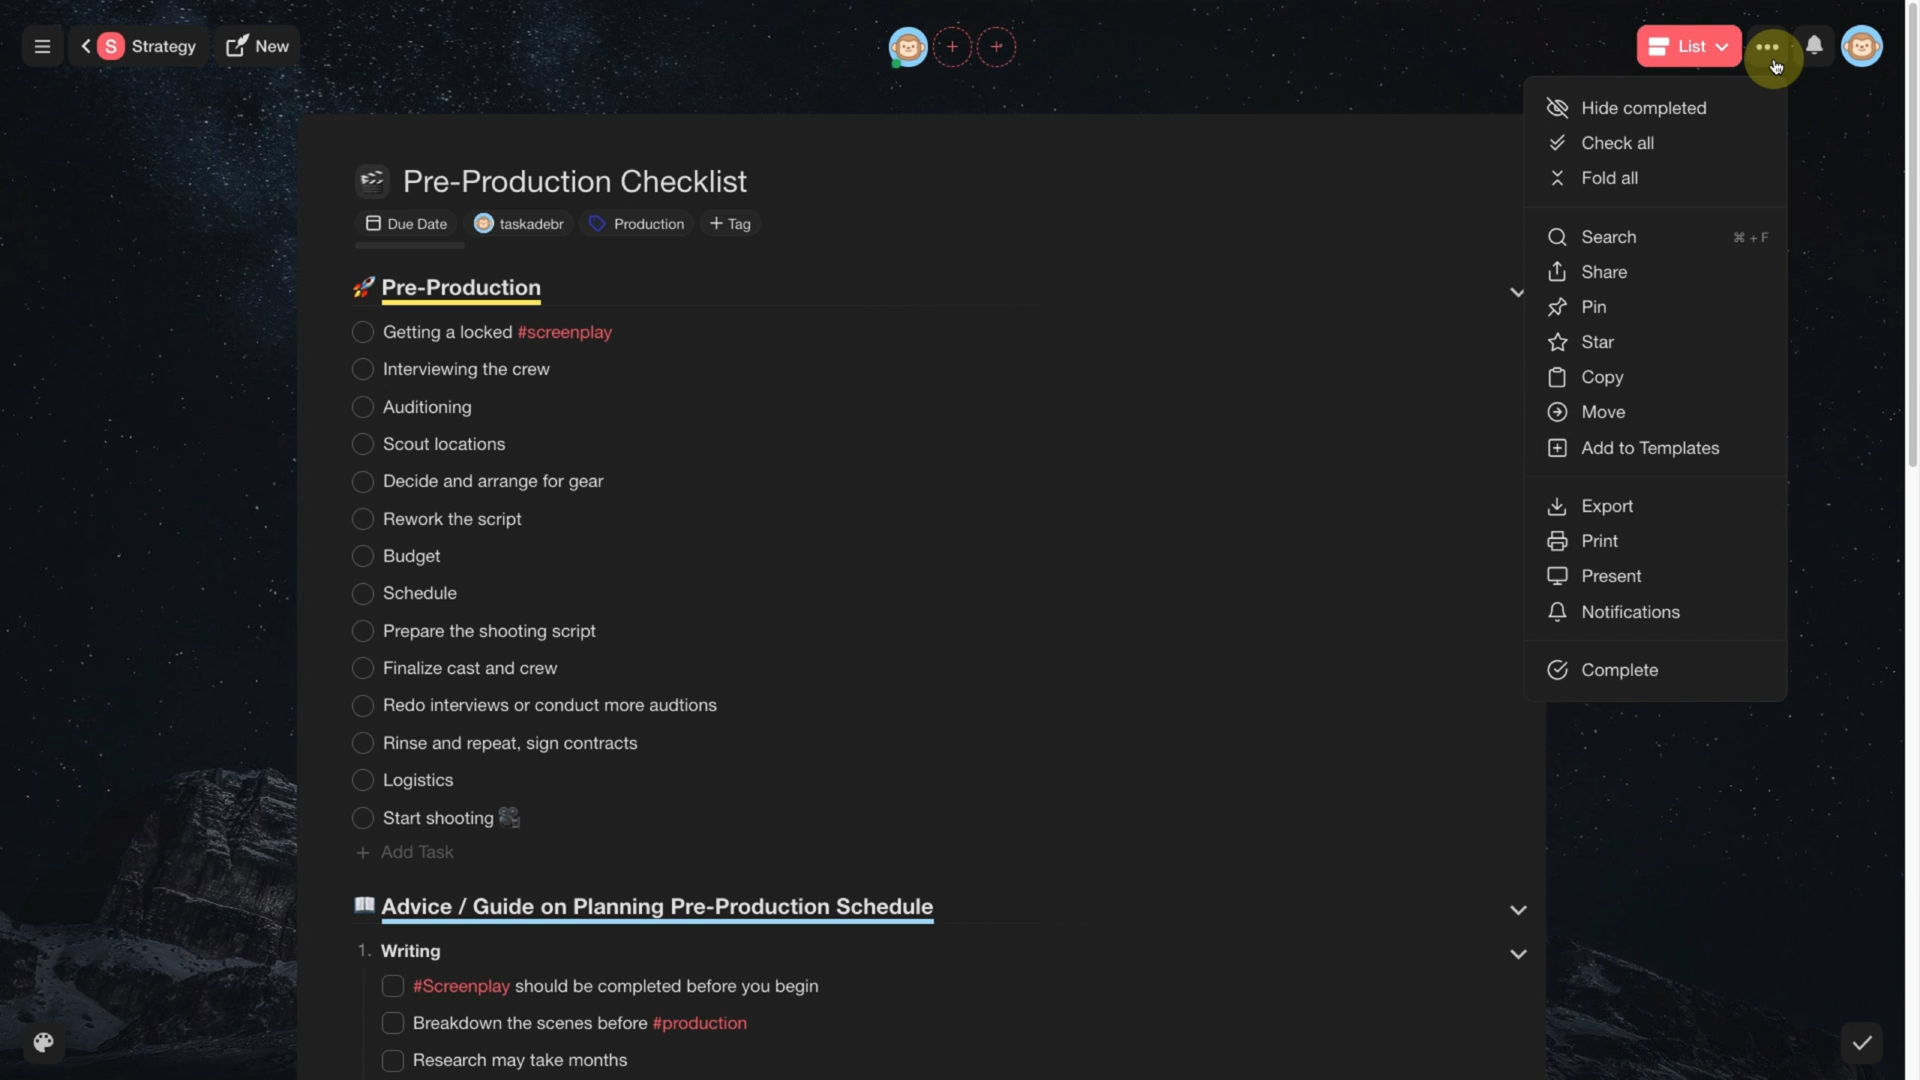 S Strategy
New
List
Hide completed
Check all
Fold all
Search ⌘ + F
Share
Pin
Star
Copy
Move
Add to Templates
Export
Print
Present
Notifications
Complete
Pre-Production Checklist
Due Date taskadebr Production + Tag
🚀 Pre-Production
Getting a locked #screenplay
Interviewing the crew
Auditioning
Scout locations
Decide and arrange for gear
Rework the script
Budget
Schedule
Prepare the shooting script
Finalize cast and crew
Redo interviews or conduct more audtions
Rinse and repeat, sign contracts
Logistics
Start shooting 🎥
+ Add Task
📖 Advice / Guide on Planning Pre-Production Schedule
1. Writing
#Screenplay should be completed before you begin
Breakdown the scenes before #production
Research may take months